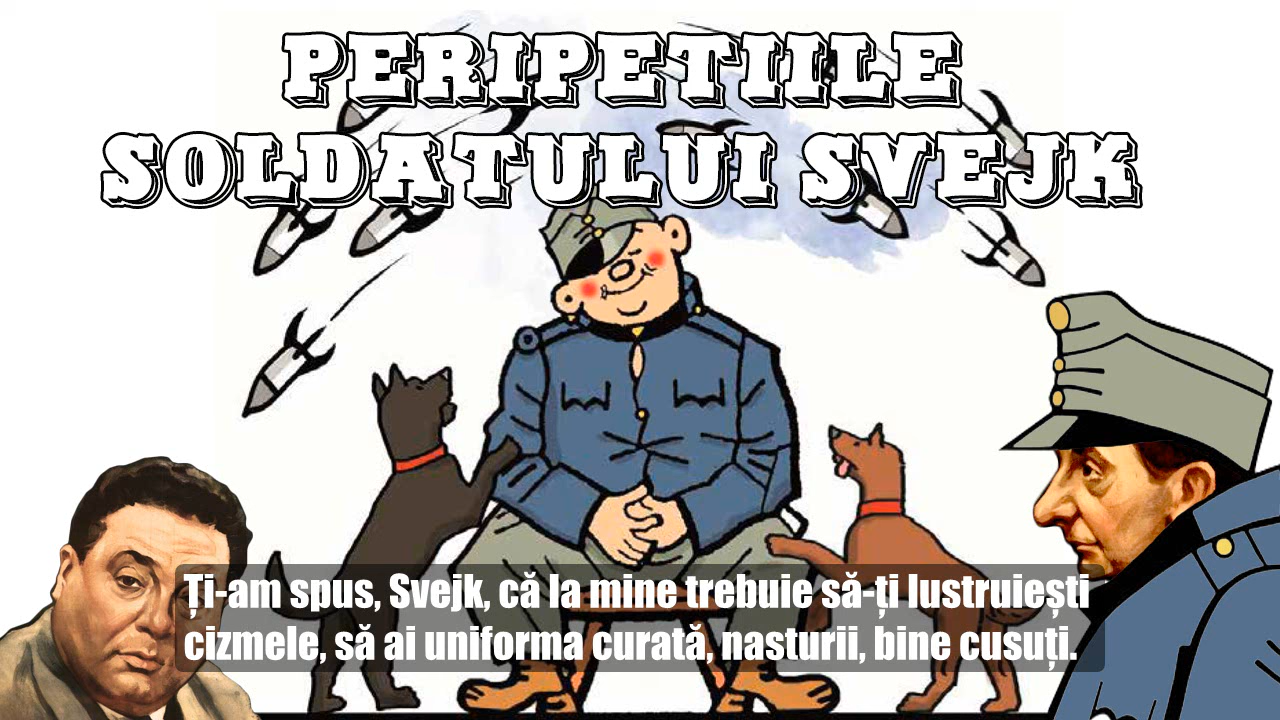 PERIPETIILE
SOLDATULUI SVEJK
Ți-am spus, Svejk, că la mine trebuie să-ți lustruiești
cizmele, să ai uniforma curată, nasturii, bine cusuți.